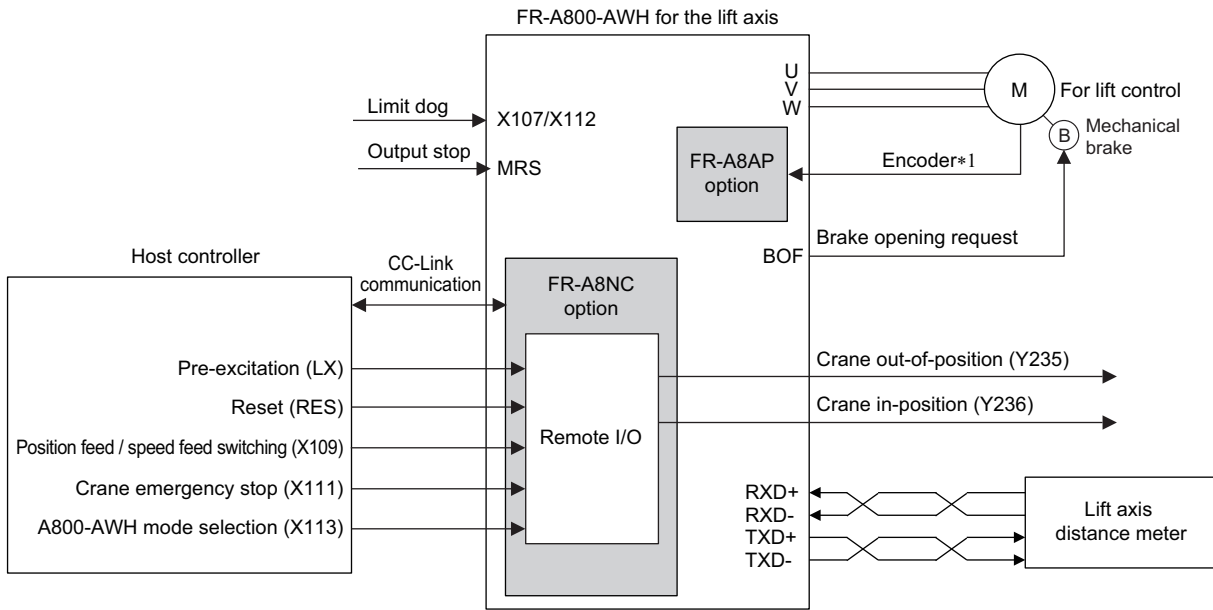 FR-A800-AWH for the lift axis
U
V
W
M
For lift control
B
Mechanical
brake
Limit dog
X107/X112
Output stop
MRS
FR-A8AP
option
Encoder*1
Brake opening request
BOF
Host controller
CC-Link
communication
FR-A8NC
option
Pre-excitation (LX)
Reset (RES)
Position feed / speed feed switching (X109)
Crane emergency stop (X111)
A800-AWH mode selection (X113)
Remote I/O
Crane out-of-position (Y235)
Crane in-position (Y236)
RXD+
RXD-
TXD+
TXD-
Lift axis
distance meter